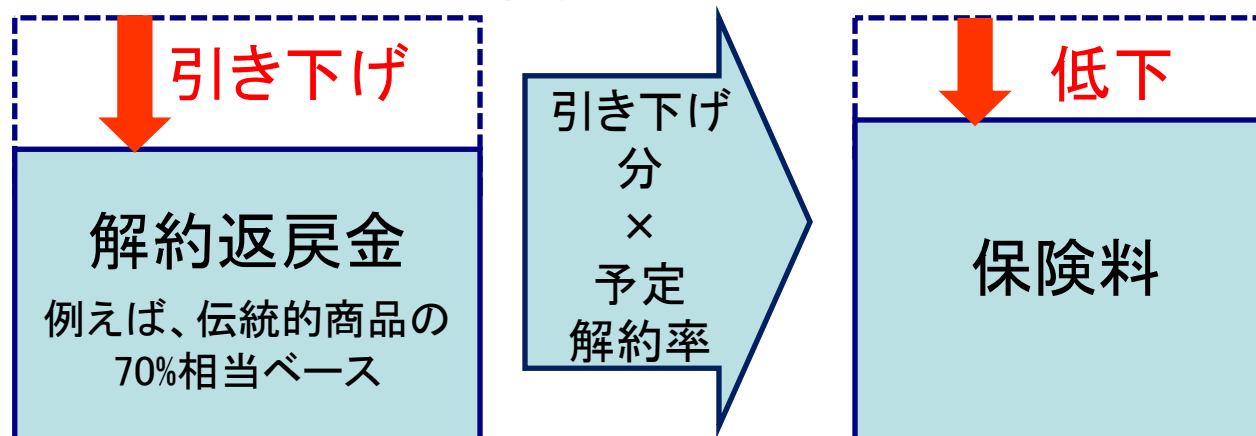 引き下げ
解約返戻金
例えば、伝統的商品の
70%相当ベース
引き下げ
分
×
予定
解約率
低下
保険料